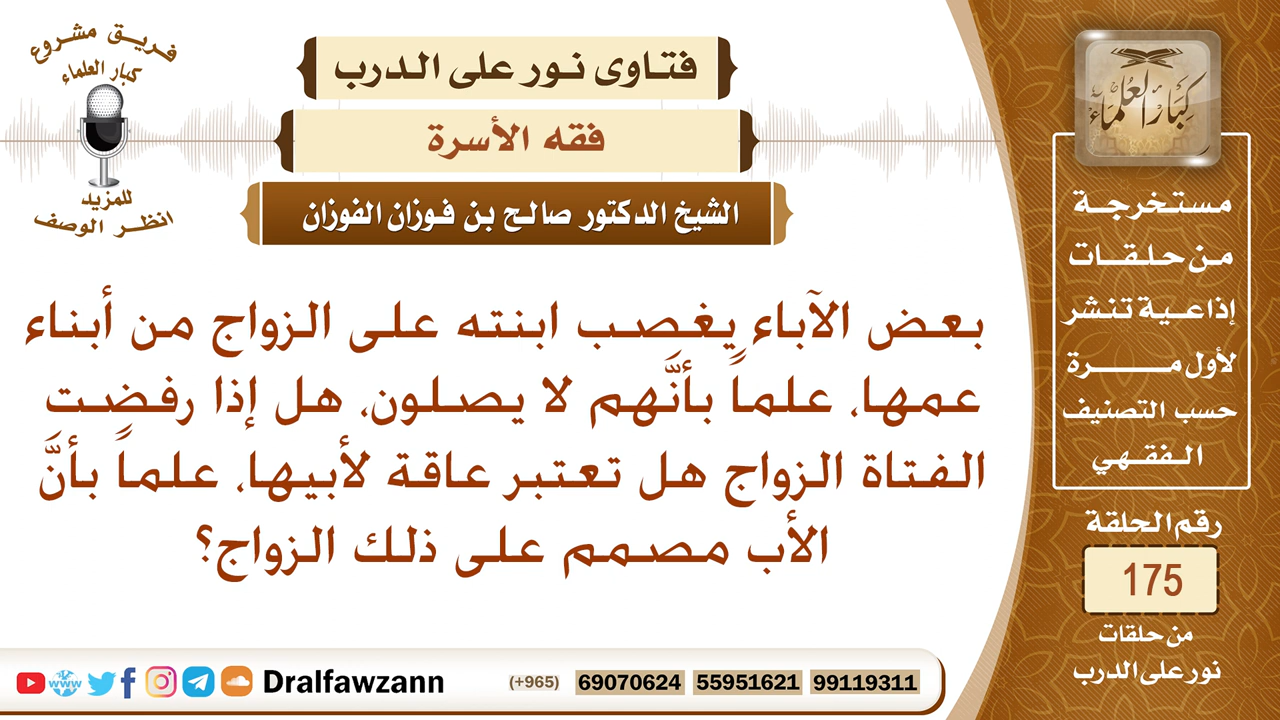 فريق مشروع
كبار العلماء
للمزيد
انظر الوصف
فتاوى نور على الدرب
فقه الأسرة
الشيخ الدكتور صالح بن فوزان الفوزان
بعض الآباء يغصب ابنته على الزواج من أبناء
عمها، علماً بأنَّهم لا يصلون، هل إذا رفضت
الفتاة الزواج هل تعتبر عاقة لأبيها، علماً بأنَّ
الأب مصمم على ذلك الزواج؟
كبار العلماء
مستخرجة
من حلقات
إذاعية تنشر
لأول مرة
حسب التصنيف
الفقهي
رقم الحلقة
175
من حلقات
نور على الدرب
www
Dralfawzann
(+965) 69070624 55951621 99119311